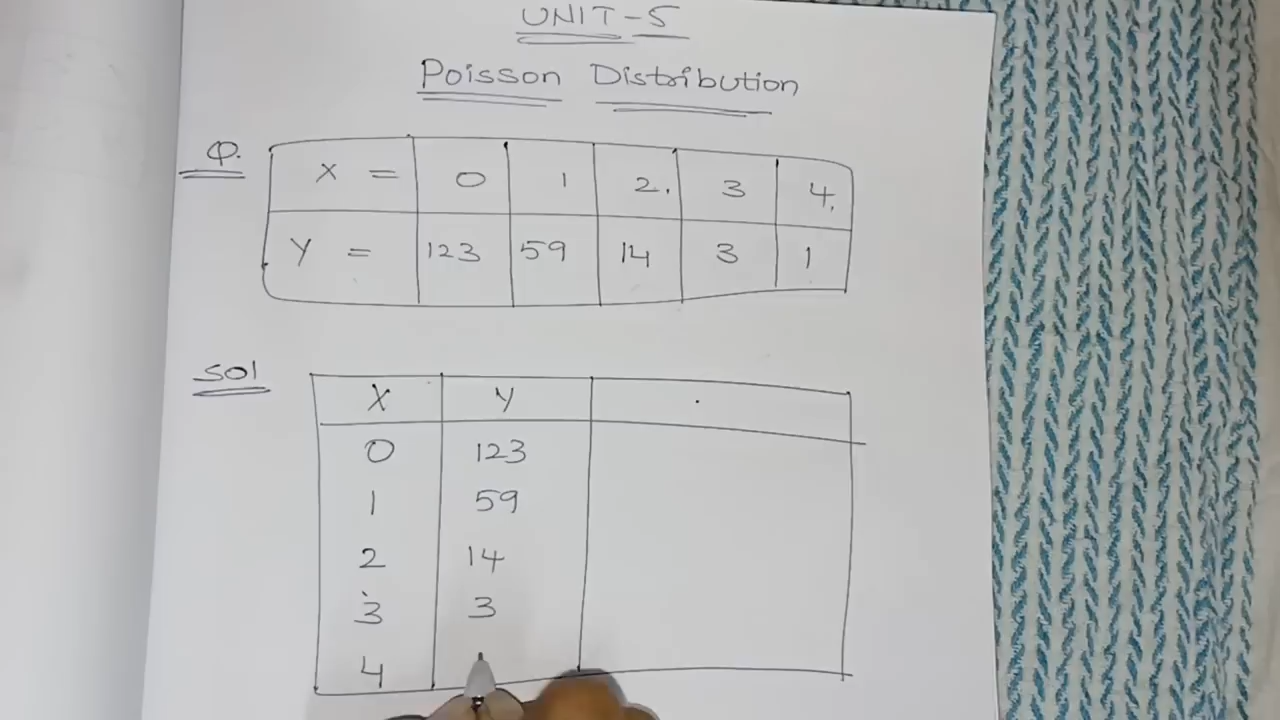 UNIT-5
Poisson Distribution
Q.
X = 0 1 2. 3 4.
Y = 123 59 14 3 1
Sol
X Y
0 123
1 59
2 14
3 3
4